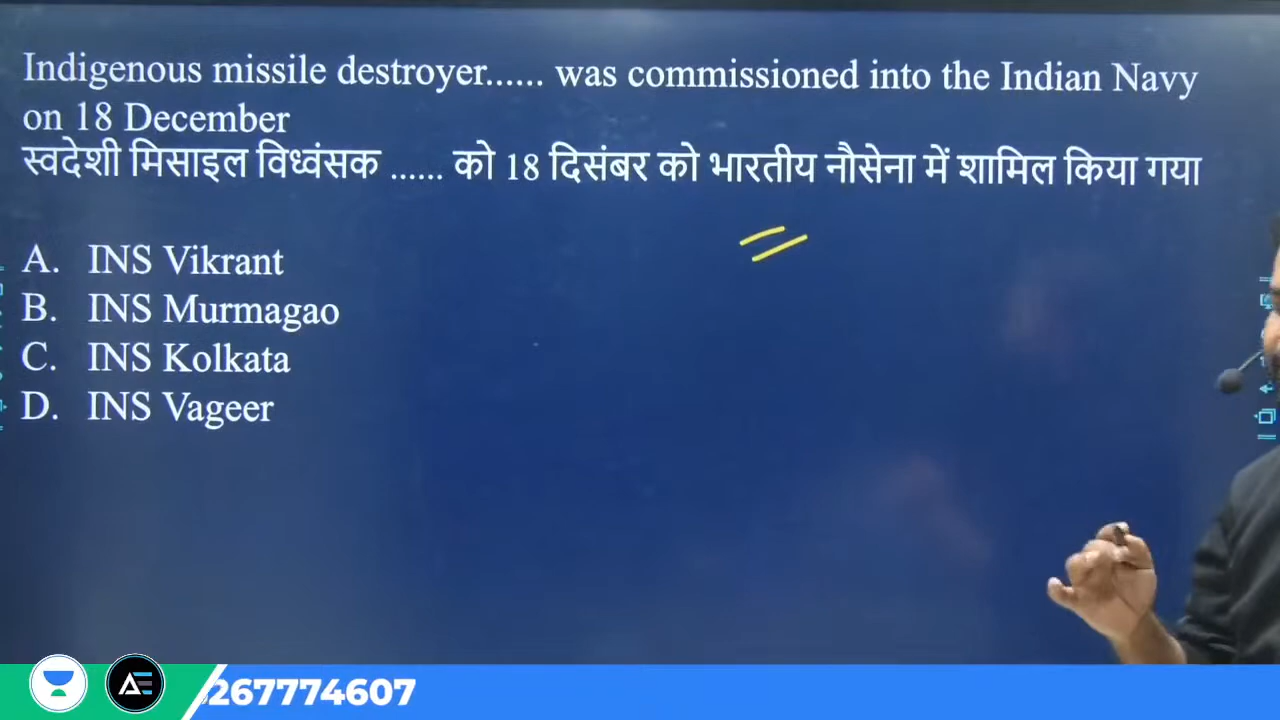 Indigenous missile destroyer...... was commissioned into the Indian Navy
on 18 December
स्वदेशी मिसाइल विध्वंसक ...... को 18 दिसंबर को भारतीय नौसेना में शामिल किया गया
A. INS Vikrant
B. INS Murmagao
C. INS Kolkata
D. INS Vageer
267774607